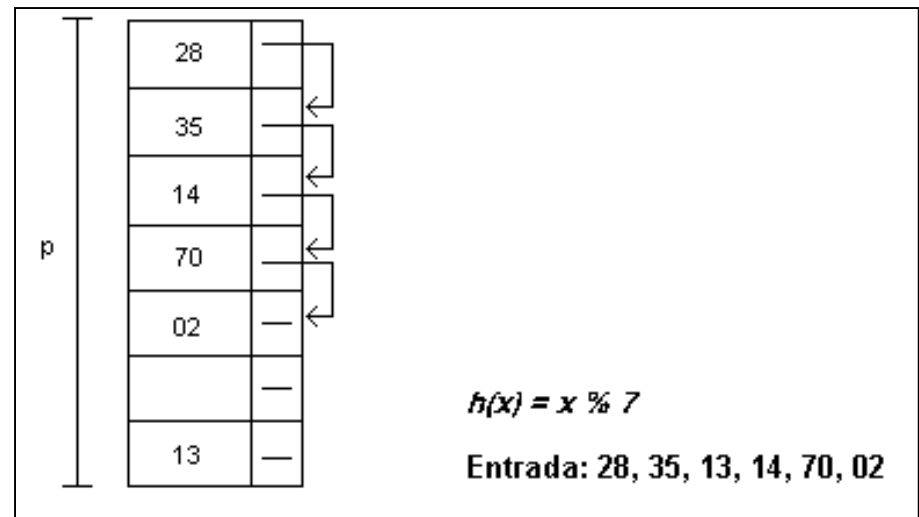 28
35
14
p
70
02
13
h(x) = x % 7
Entrada: 28, 35, 13, 14, 70, 02